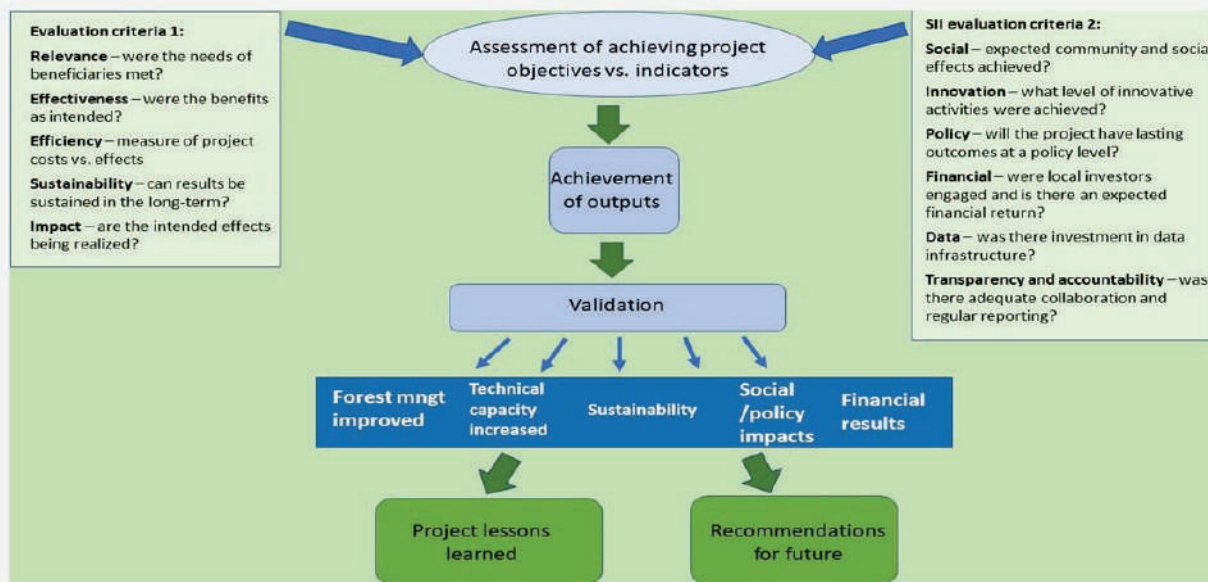 Evaluation criteria 1:
Relevance – were the needs of
beneficiaries met?
Effectiveness – were the benefits
as intended?
Efficiency – measure of project
costs vs. effects
Sustainability – can results be
sustained in the long-term?
Impact – are the intended effects
being realized?
Assessment of achieving project
objectives vs. indicators
SII evaluation criteria 2:
Social – expected community and socia
effects achieved?
Innovation – what level of innovative
activities were achieved?
Policy – will the project have lasting
outcomes at a policy level?
Financial – were local investors
engaged and is there an expected
financial return?
Data – was there investment in data
infrastructure?
Transparency and accountability – was
there adequate collaboration and
regular reporting?
Achievement
of outputs
Validation
Forest mngt
improved
Technical
capacity
increased
Sustainability
Social
/policy
impacts
Financial
results
Project lessons
learned
Recommendations
for future